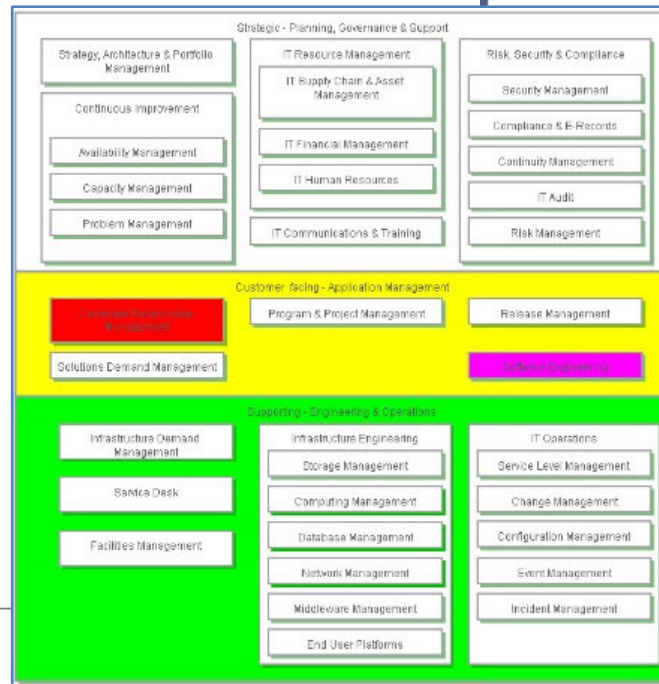 Strategic - Planning, Governance & Support
Strategy, Architecture & Portfolio
Management
Continuous Improvement
Availability Management
Capacity Management
Problem Management
IT Resource Management
IT Supply Chain & Asset
Management
IT Financial Management
IT Human Resources
IT Communications & Training
Risk, Security & Compliance
Security Management
Compliance & E-Records
Continuity Management
IT Audit
Risk Management
Customer facing - Application Management
Management
Solutions Demand Management
Program & Project Management
Release Management
Software Engineering
Supporting - Engineering & Operations
Infrastructure Demand
Management
Service Desk
Facilities Management
Infrastructure Engineering
Storage Management
Computing Management
Database Management
Network Management
Middleware Management
End User Platforms
IT Operations
Service Level Management
Change Management
Configuration Management
Event Management
Incident Management